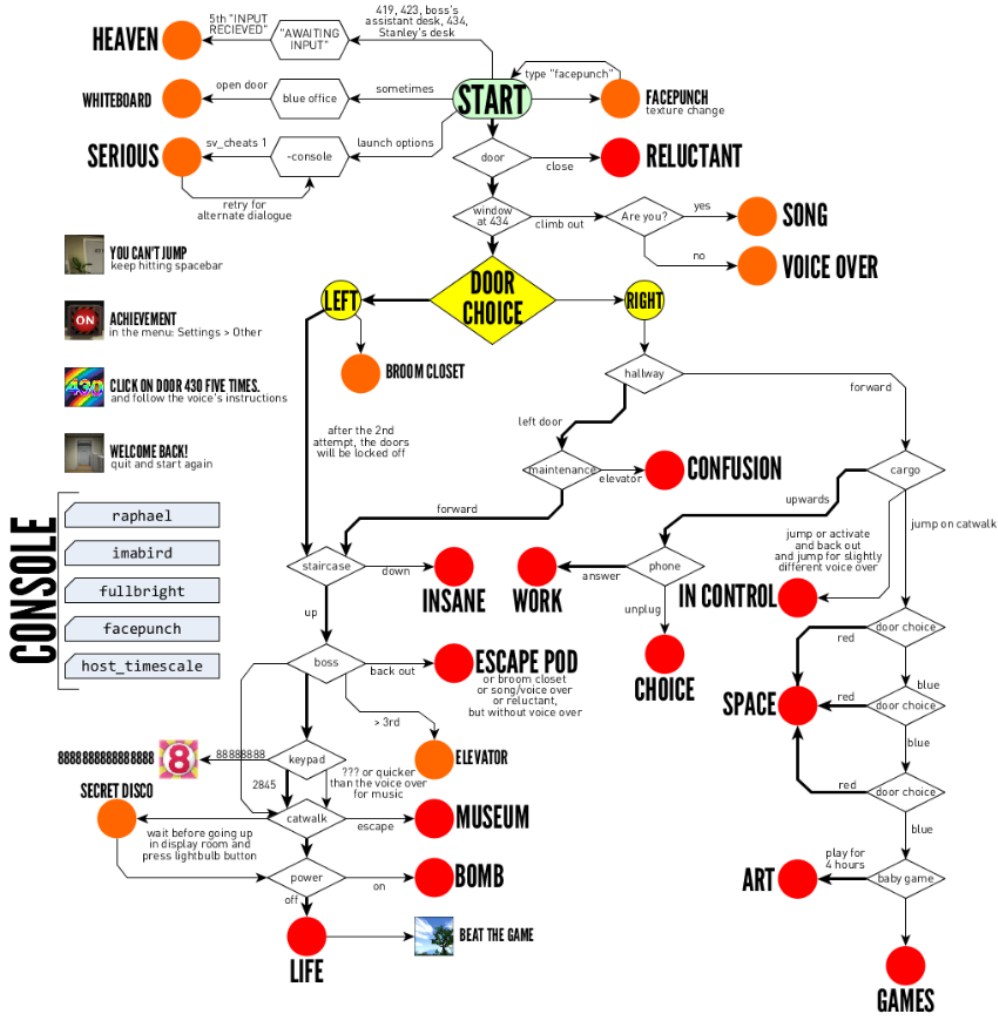 419, 423, boss's
assistant desk, 434,
Stanley's desk
5th "INPUT
RECIEVED"
HEAVEN
"AWAITING
INPUT"
type "facepunch"
WHITEBOARD
open door
blue office
sometimes
START
FACEPUNCH
texture change
SERIOUS
sv_cheats 1
-console
launch options
door
close
RELUCTANT
retry for
alternate dialogue
window
at 434
climb out
Are you?
yes
SONG
no
VOICE OVER
YOU CAN'T JUMP
keep hitting spacebar
LEFT
DOOR
CHOICE
RIGHT
ON
ACHIEVEMENT
in the menu: Settings > Other
BROOM CLOSET
hallway
forward
430
CLICK ON DOOR 430 FIVE TIMES.
and follow the voice's instructions
left door
after the 2nd
attempt, the doors
will be locked off
WELCOME BACK!
quit and start again
maintenance
elevator
CONFUSION
cargo
upwards
jump on catwalk
forward
CONSOLE
raphael
imabird
fullbright
facepunch
host_timescale
jump or activate
and back out
and jump for slightly
different voice over
staircase
down
INSANE
WORK
answer
phone
IN CONTROL
unplug
CHOICE
up
door choice
red
boss
back out
ESCAPE POD
or broom closet
or song/voice over
or reluctant,
but without voice over
SPACE
blue
red
door choice
> 3rd
blue
8888888888888888
8
88888888
keypad
ELEVATOR
2845
??? or quicker
than the voice over
for music
red
door choice
SECRET DISCO
catwalk
escape
MUSEUM
blue
wait before going up
in display room and
press lightbulb button
power
on
BOMB
off
ART
play for
4 hours
baby game
LIFE
BEAT THE GAME
GAMES